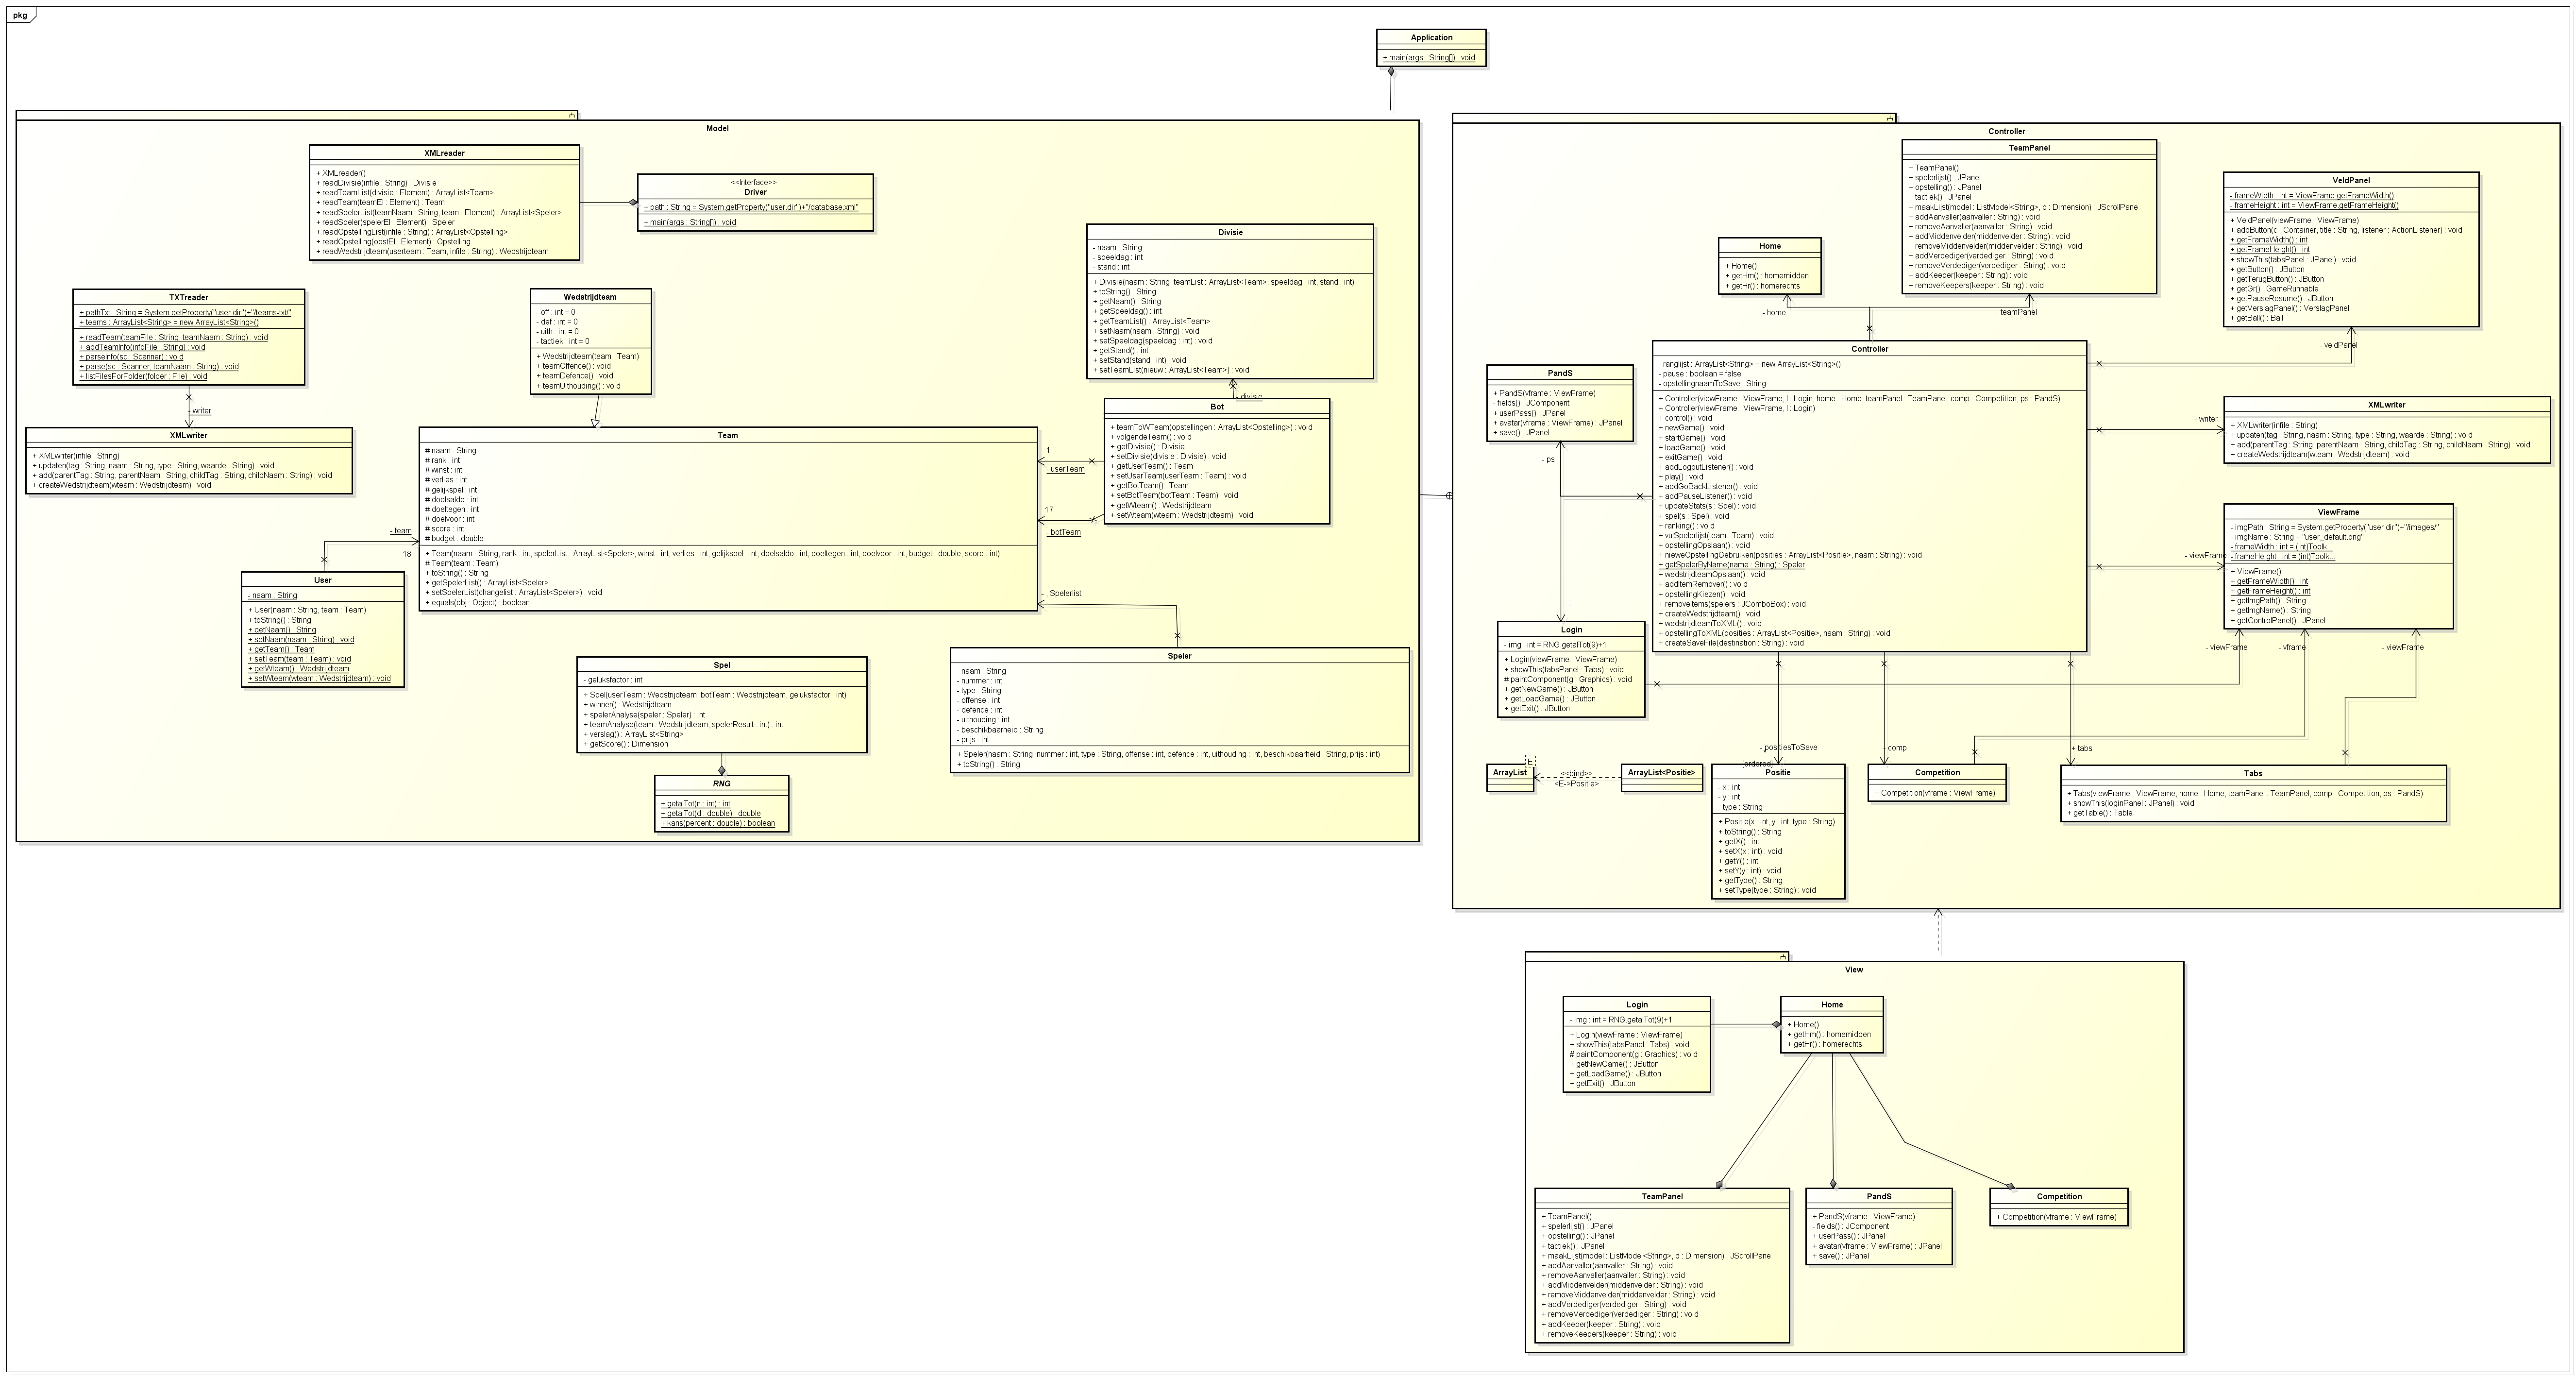 pkg
Application
+ main(args : String[]) : void
Model
XMLreader
+ XMLreader()
+ readDivisie(infile : String) : Divisie
+ readTeamList(divisie : Element) : ArrayList<Team>
+ readTeam(teamEl : Element) : Team
+ readSpelerList(teamNaam : String, team : Element) : ArrayList<Speler>
+ readSpeler(spelerEl : Element) : Speler
+ readOpstellingList(infile : String) : ArrayList<Opstelling>
+ readOpstelling(opstEl : Element) : Opstelling
+ readWedstrijdteam(userteam : Team, infile : String) : Wedstrijdteam
<<Interface>>
Driver
+ path : String = System.getProperty("user.dir")+"/database.xml"
+ main(args : String[]) : void
Divisie
- naam : String
- speeldag : int
- stand : int
+ Divisie(naam : String, teamList : ArrayList<Team>, speeldag : int, stand : int)
+ toString() : String
+ getNaam() : String
+ getSpeeldag() : int
+ getTeamList() : ArrayList<Team>
+ setNaam(naam : String) : void
+ setSpeeldag(speeldag : int) : void
+ getStand() : int
+ setStand(stand : int) : void
+ setTeamList(nieuw : ArrayList<Team>) : void
TXTreader
+ pathTxt : String = System.getProperty("user.dir")+"/teams-txt/"
+ teams : ArrayList<String> = new ArrayList<String>()
+ readTeam(teamFile : String, teamNaam : String) : void
+ addTeamInfo(infoFile : String) : void
+ parseInfo(sc : Scanner) : void
+ parse(sc : Scanner, teamNaam : String) : void
+ listFilesForFolder(folder : File) : void
Wedstrijdteam
- off : int = 0
- def : int = 0
- uith : int = 0
- tactiek : int = 0
+ Wedstrijdteam(team : Team)
+ teamOffence() : void
+ teamDefence() : void
+ teamUithouding() : void
- writer
- divisie
XMLwriter
+ XMLwriter(infile : String)
+ updaten(tag : String, naam : String, type : String, waarde : String) : void
+ add(parentTag : String, parentNaam : String, childTag : String, childNaam : String) : void
+ createWedstrijdteam(wteam : Wedstrijdteam) : void
Team
# naam : String
# rank : int
# winst : int
# verlies : int
# gelijkspel : int
# doelsaldo : int
# doeltegen : int
# doelvoor : int
# score : int
# budget : double
+ Team(naam : String, rank : int, spelerList : ArrayList<Speler>, winst : int, verlies : int, gelijkspel : int, doelsaldo : int, doeltegen : int, doelvoor : int, budget : double, score : int)
# Team(team : Team)
+ toString() : String
+ getSpelerList() : ArrayList<Speler>
+ setSpelerList(changelist : ArrayList<Speler>) : void
+ equals(obj : Object) : boolean
Bot
+ teamToWTeam(opstellingen : ArrayList<Opstelling>) : void
+ volgendeTeam() : void
+ getDivisie() : Divisie
+ setDivisie(divisie : Divisie) : void
+ getUserTeam() : Team
+ setUserTeam(userTeam : Team) : void
+ getBotTeam() : Team
+ setBotTeam(botTeam : Team) : void
+ getWteam() : Wedstrijdteam
+ setWteam(wteam : Wedstrijdteam) : void
1
- userTeam
17
- botTeam
- team
18
- , Spelerlist
User
- naam : String
+ User(naam : String, team : Team)
+ toString() : String
+ getNaam() : String
+ setNaam(naam : String) : void
+ getTeam() : Team
+ setTeam(team : Team) : void
+ getWteam() : Wedstrijdteam
+ setWteam(wteam : Wedstrijdteam) : void
Spel
- geluksfactor : int
+ Spel(userTeam : Wedstrijdteam, botTeam : Wedstrijdteam, geluksfactor : int)
+ winner() : Wedstrijdteam
+ spelerAnalyse(speler : Speler) : int
+ teamAnalyse(team : Wedstrijdteam, spelerResult : int) : int
+ verslag() : ArrayList<String>
+ getScore() : Dimension
Speler
- naam : String
- nummer : int
- type : String
- offense : int
- defence : int
- uithouding : int
- beschikbaarheid : String
- prijs : int
+ Speler(naam : String, nummer : int, type : String, offense : int, defence : int, uithouding : int, beschikbaarheid : String, prijs : int)
+ toString() : String
RNG
+ getalTot(n : int) : int
+ getalTot(d : double) : double
+ kans(percent : double) : boolean
Controller
TeamPanel
+ TeamPanel()
+ spelerlijst() : JPanel
+ opstelling() : JPanel
+ tactiek() : JPanel
+ maakLijst(model : ListModel<String>, d : Dimension) : JScrollPane
+ addAanvaller(aanvaller : String) : void
+ removeAanvaller(aanvaller : String) : void
+ addMiddenvelder(middenvelder : String) : void
+ removeMiddenvelder(middenvelder : String) : void
+ addVerdediger(verdediger : String) : void
+ removeVerdediger(verdediger : String) : void
+ addKeeper(keeper : String) : void
+ removeKeepers(keeper : String) : void
VeldPanel
- frameWidth : int = ViewFrame.getFrameWidth()
- frameHeight : int = ViewFrame.getFrameHeight()
+ VeldPanel(viewFrame : ViewFrame)
+ addButton(c : Container, title : String, listener : ActionListener) : void
+ getFrameWidth() : int
+ getFrameHeight() : int
+ showThis(tabsPanel : JPanel) : void
+ getButton() : JButton
+ getTerugButton() : JButton
+ getGr() : GameRunnable
+ getPauseResume() : JButton
+ getVerslagPanel() : VerslagPanel
+ getBall() : Ball
Home
+ Home()
+ getHm() : homemidden
+ getHr() : homerechts
- home
- teamPanel
- veldPanel
Controller
- ranglijst : ArrayList<String> = new ArrayList<String>()
- pause : boolean = false
- opstellingnaamToSave : String
+ Controller(viewFrame : ViewFrame, l : Login, home : Home, teamPanel : TeamPanel, comp : Competition, ps : PandS)
+ Controller(viewFrame : ViewFrame, l : Login)
+ control() : void
+ newGame() : void
+ startGame() : void
+ loadGame() : void
+ exitGame() : void
+ addLogoutListener() : void
+ play() : void
+ addGoBackListener() : void
+ addPauseListener() : void
+ updateStats(s : Spel) : void
+ spel(s : Spel) : void
+ ranking() : void
+ vulSpelerlijst(team : Team) : void
+ opstellingOpslaan() : void
+ nieweOpstellingGebruiken(posities : ArrayList<Positie>, naam : String) : void
+ getSpelerByName(name : String) : Speler
+ wedstrijdteamOpslaan() : void
+ addItemRemover() : void
+ opstellingKiezen() : void
+ removeItems(spelers : JComboBox) : void
+ createWedstrijdteam() : void
+ wedstrijdteamToXML() : void
+ opstellingToXML(posities : ArrayList<Positie>, naam : String) : void
+ createSaveFile(destination : String) : void
PandS
+ PandS(vframe : ViewFrame)
- fields() : JComponent
+ userPass() : JPanel
+ avatar(vframe : ViewFrame) : JPanel
+ save() : JPanel
- ps
- l
- writer
XMLwriter
+ XMLwriter(infile : String)
+ updaten(tag : String, naam : String, type : String, waarde : String) : void
+ add(parentTag : String, parentNaam : String, childTag : String, childNaam : String) : void
+ createWedstrijdteam(wteam : Wedstrijdteam) : void
ViewFrame
- imgPath : String = System.getProperty("user.dir")+"/images/"
- imgName : String = "user_default.png"
- frameWidth : int = (int)Toolk...
- frameHeight : int = (int)Toolk...
+ ViewFrame()
+ getFrameWidth() : int
+ getFrameHeight() : int
+ getImgPath() : String
+ getImgName() : String
+ getControlPanel() : JPanel
- viewFrame
- viewFrame
- vframe
- viewFrame
Login
- img : int = RNG.getalTot(9)+1
+ Login(viewFrame : ViewFrame)
+ showThis(tabsPanel : Tabs) : void
# paintComponent(g : Graphics) : void
+ getNewGame() : JButton
+ getLoadGame() : JButton
+ getExit() : JButton
- positiesToSave
*
{ordered}
- comp
+ tabs
ArrayList
E
<<bind>>
<E->Positie>
ArrayList<Positie>
Positie
- x : int
- y : int
- type : String
+ Positie(x : int, y : int, type : String)
+ toString() : String
+ getX() : int
+ setX(x : int) : void
+ getY() : int
+ setY(y : int) : void
+ getType() : String
+ setType(type : String) : void
Competition
+ Competition(vframe : ViewFrame)
Tabs
+ Tabs(viewFrame : ViewFrame, home : Home, teamPanel : TeamPanel, comp : Competition, ps : PandS)
+ showThis(loginPanel : JPanel) : void
+ getTable() : Table
View
Login
- img : int = RNG.getalTot(9)+1
+ Login(viewFrame : ViewFrame)
+ showThis(tabsPanel : Tabs) : void
# paintComponent(g : Graphics) : void
+ getNewGame() : JButton
+ getLoadGame() : JButton
+ getExit() : JButton
Home
+ Home()
+ getHm() : homemidden
+ getHr() : homerechts
TeamPanel
+ TeamPanel()
+ spelerlijst() : JPanel
+ opstelling() : JPanel
+ tactiek() : JPanel
+ maakLijst(model : ListModel<String>, d : Dimension) : JScrollPane
+ addAanvaller(aanvaller : String) : void
+ removeAanvaller(aanvaller : String) : void
+ addMiddenvelder(middenvelder : String) : void
+ removeMiddenvelder(middenvelder : String) : void
+ addVerdediger(verdediger : String) : void
+ removeVerdediger(verdediger : String) : void
+ addKeeper(keeper : String) : void
+ removeKeepers(keeper : String) : void
PandS
+ PandS(vframe : ViewFrame)
- fields() : JComponent
+ userPass() : JPanel
+ avatar(vframe : ViewFrame) : JPanel
+ save() : JPanel
Competition
+ Competition(vframe : ViewFrame)